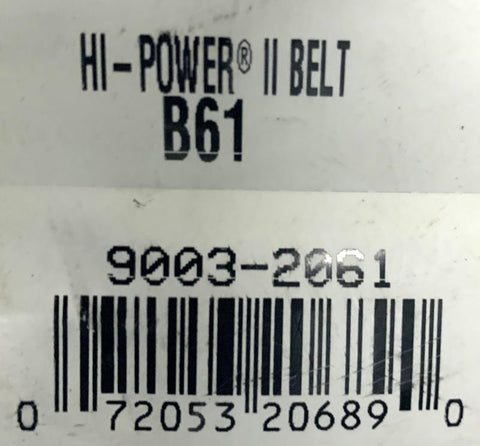 HI-POWER® II BELT
B61
9003-2061
0 72053 20689 0